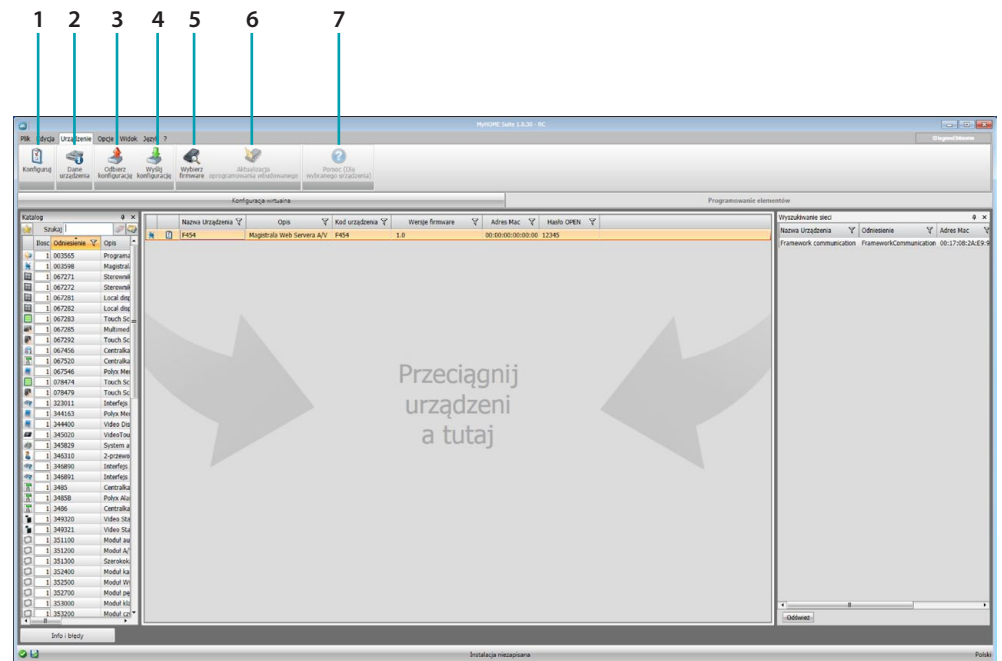 1 2 3 4 5 6 7
MyHOME Suite 1.0.30 - RC
Plik Edycja Urządzenie Opcje Widok Języki ?
Konfiguruj
Dane urządzenia
Odbierz konfigurację
Wyślij konfigurację
Wybierz firmware
Aktualizacja oprogramowania wbudowanego
Pomoc (Dla wybranego urządzenia)
Konfiguracja wirtualna
Programowanie elementów
Katalog
Szukaj
Ilosc Odniesienie Opis
1 003565 Programa
1 003598 Magistral
1 067271 Sterownik
1 067272 Sterownik
1 067281 Local disp
1 067282 Local disp
1 067283 Touch Sc
1 067285 Multimed
1 067292 Touch Sc
1 067456 Centralka
1 067520 Centralka
1 067546 Polyx Mer
1 078474 Touch Sc
1 078479 Touch Sc
1 323011 Interfejs
1 344163 Polyx Mer
1 344400 Video Dis
1 345020 VideoTou
1 345829 System a
1 346310 2-przewo
1 346890 Interfejs
1 346891 Interfejs
1 3485 Centralka
1 3485B Polyx Ala
1 3486 Centralka
1 349320 Video Sta
1 349321 Video Sta
1 351100 Moduł au
1 351200 Moduł A/
1 351300 Szerokok
1 352400 Moduł ka
1 352500 Moduł W
1 352700 Moduł pę
1 353000 Moduł kla
1 353200 Moduł cz
Nazwa Urządzenia Opis Kod urządzenia Wersje firmware Adres Mac Hasło OPEN
F454 Magistrala Web Servera A/V F454 1.0 00:00:00:00:00:00 12345
Przeciągnij
urządzeni
a tutaj
Wyszukiwanie sieci
Nazwa Urządzenia Odniesienie Adres Mac
Framework communication FrameworkCommunication 00:17:08:2A:E9:9
Odśwież
Info i błędy
Instalacja niezapisana
Polski